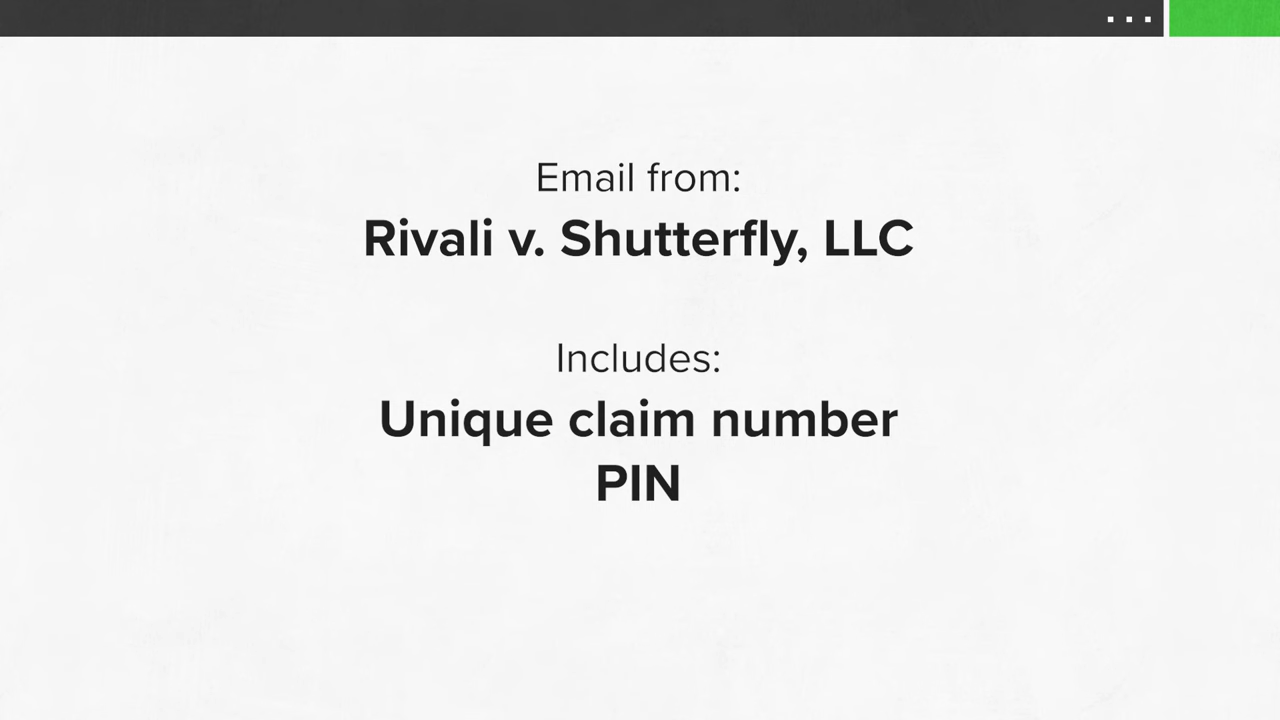 Email from:
Rivali v. Shutterfly, LLC
Includes:
Unique claim number
PIN